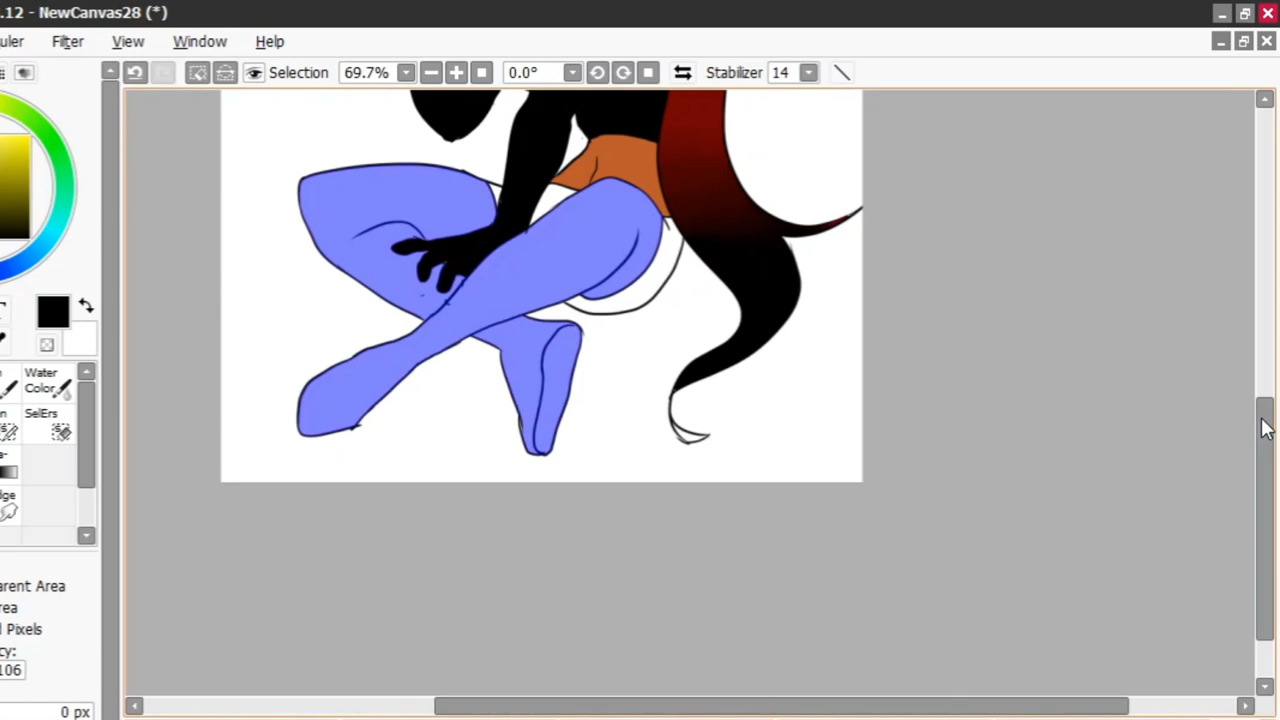 .12 - NewCanvas28 (*)
uler Filter View Window Help
Selection 69.7% 0.0° Stabilizer 14
Water
Color
n SelErs
a-
dge
arent Area
rea
d Pixels
cy:
106
0 px